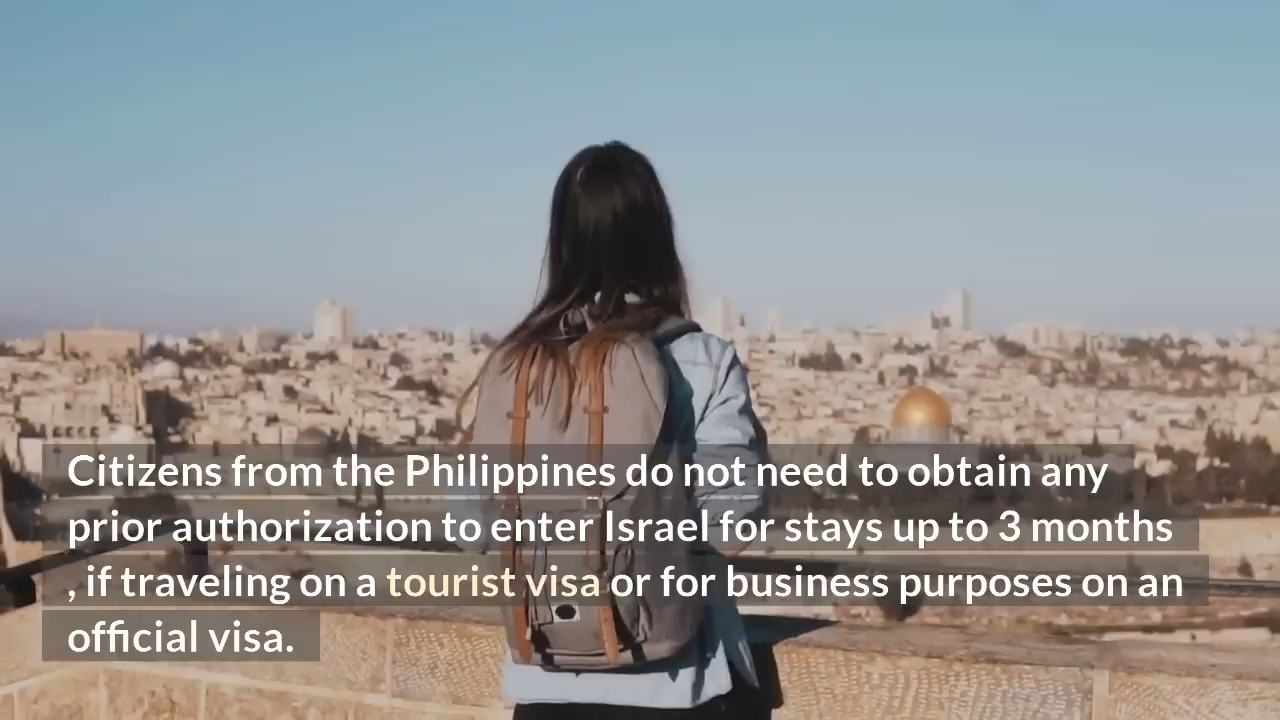 Citizens from the Philippines do not need to obtain any
prior authorization to enter Israel for stays up to 3 months
, if traveling on a tourist visa or for business purposes on an
official visa.